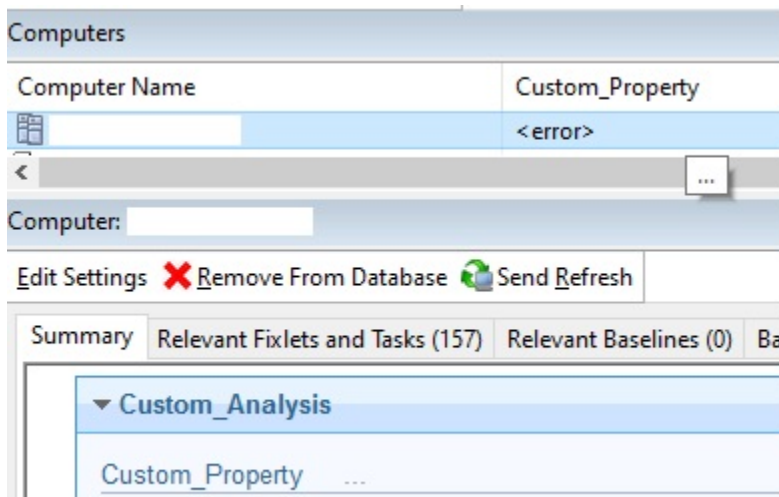 Computers
Computer Name Custom_Property
<error>
...
Computer:
Edit Settings Remove From Database Send Refresh
Summary Relevant Fixlets and Tasks (157) Relevant Baselines (0) Ba
Custom_Analysis
Custom_Property ...